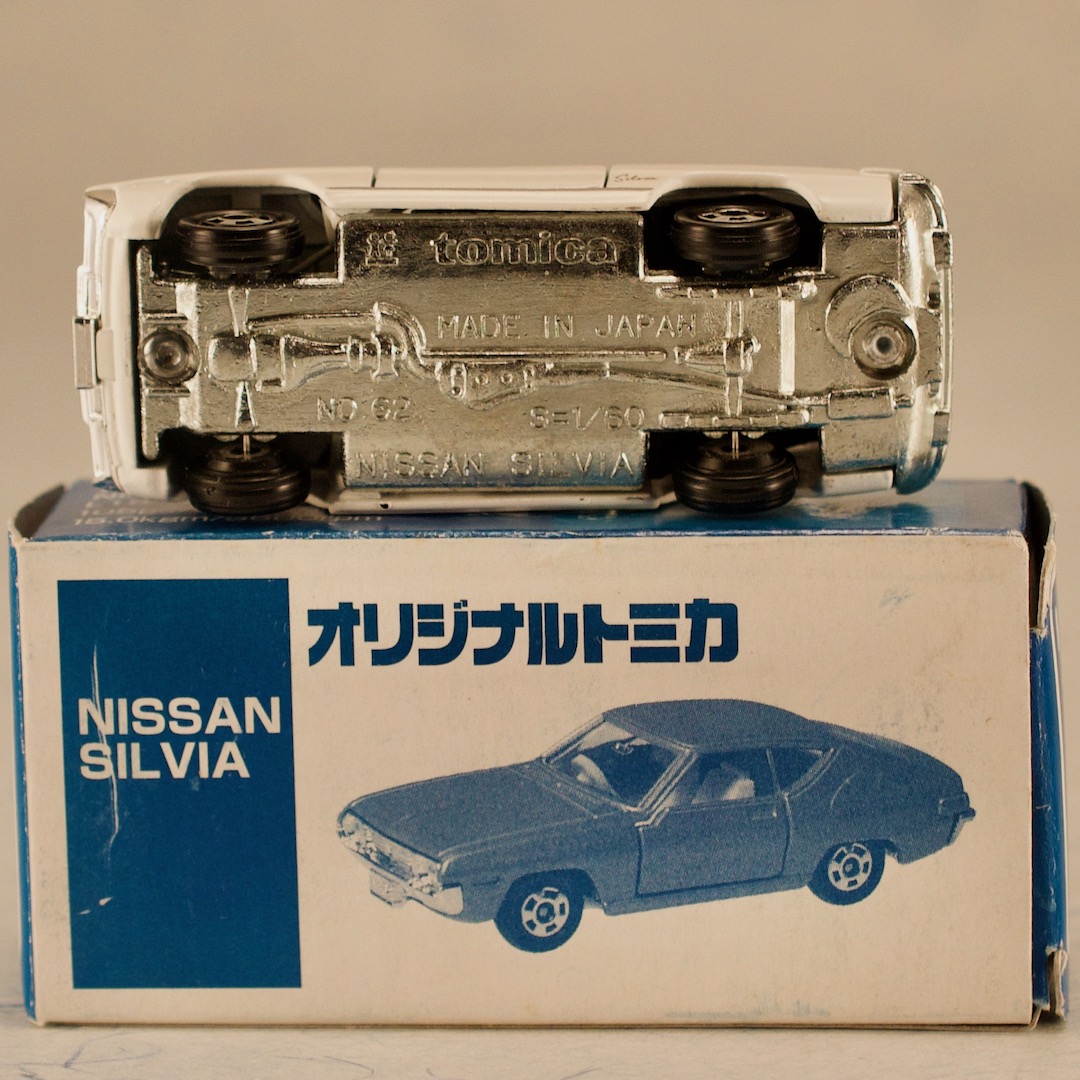 Silvia
tomica
MADE IN JAPAN
NO.62
S=1/60
NISSAN SILVIA
オリジナルトミカ
NISSAN
SILVIA